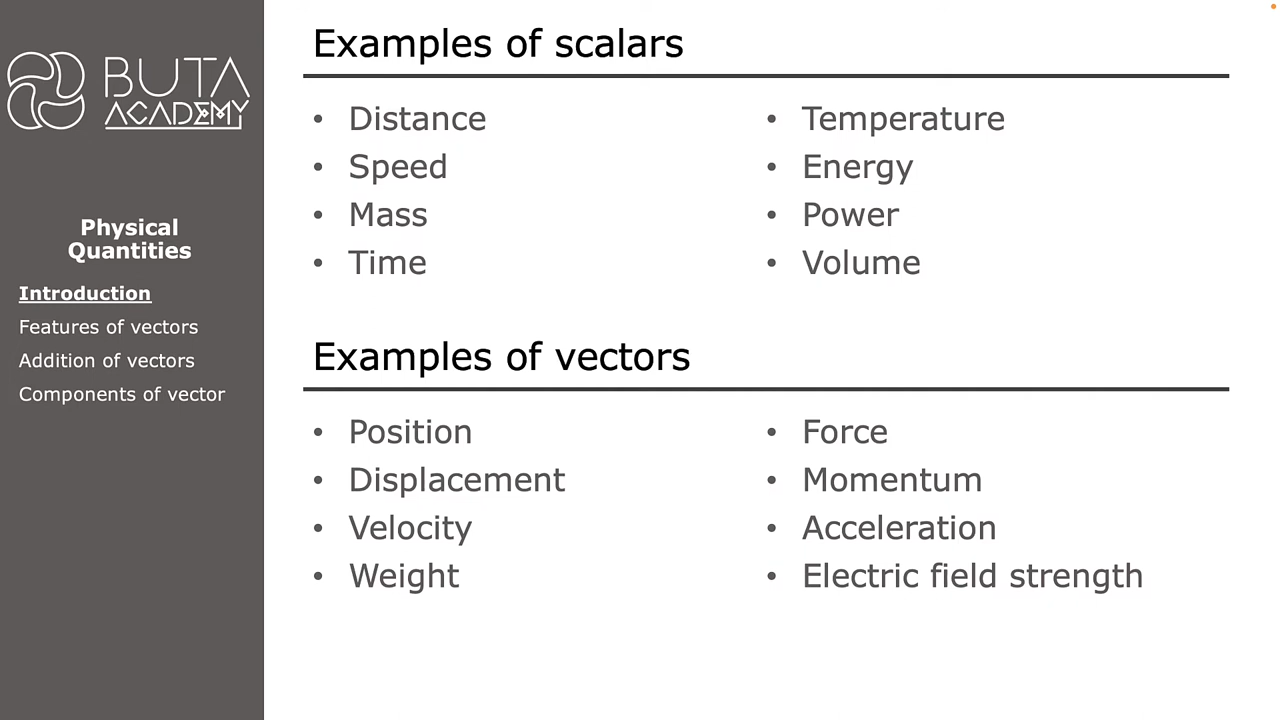 BUTA
ACADEMY
Physical
Quantities
Introduction
Features of vectors
Addition of vectors
Components of vector
Examples of scalars
• Distance
• Speed
• Mass
• Time
• Temperature
• Energy
• Power
• Volume
Examples of vectors
• Position
• Displacement
• Velocity
• Weight
• Force
• Momentum
• Acceleration
• Electric field strength